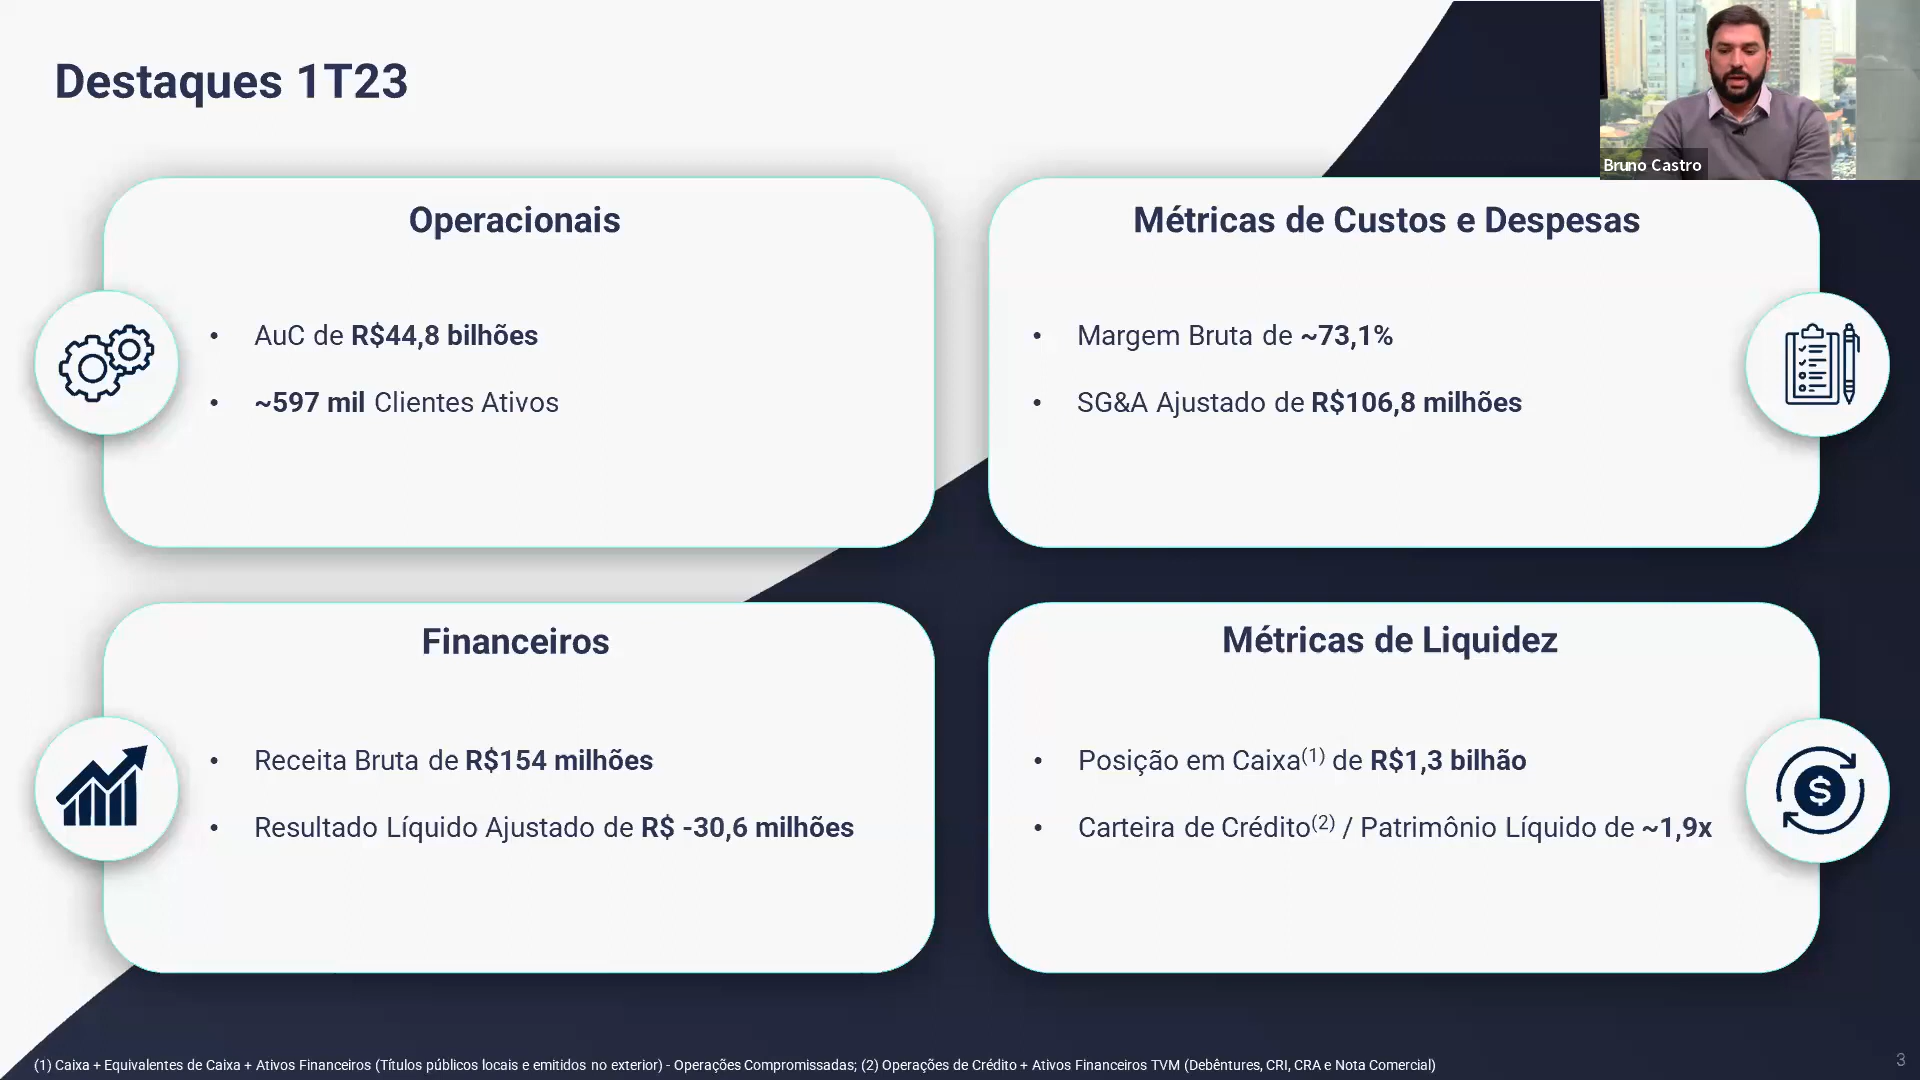 Destaques 1T23
Bruno Castro
Operacionais
• AuC de R$44,8 bilhões
• ~597 mil Clientes Ativos
Métricas de Custos e Despesas
• Margem Bruta de ~73,1%
• SG&A Ajustado de R$106,8 milhões
Financeiros
• Receita Bruta de R$154 milhões
• Resultado Líquido Ajustado de R$ -30,6 milhões
Métricas de Liquidez
• Posição em Caixa(1) de R$1,3 bilhão
• Carteira de Crédito(2) / Patrimônio Líquido de ~1,9x
$
(1) Caixa + Equivalentes de Caixa + Ativos Financeiros (Títulos públicos locais e emitidos no exterior) - Operações Compromissadas; (2) Operações de Crédito + Ativos Financeiros TVM (Debêntures, CRI, CRA e Nota Comercial)
3